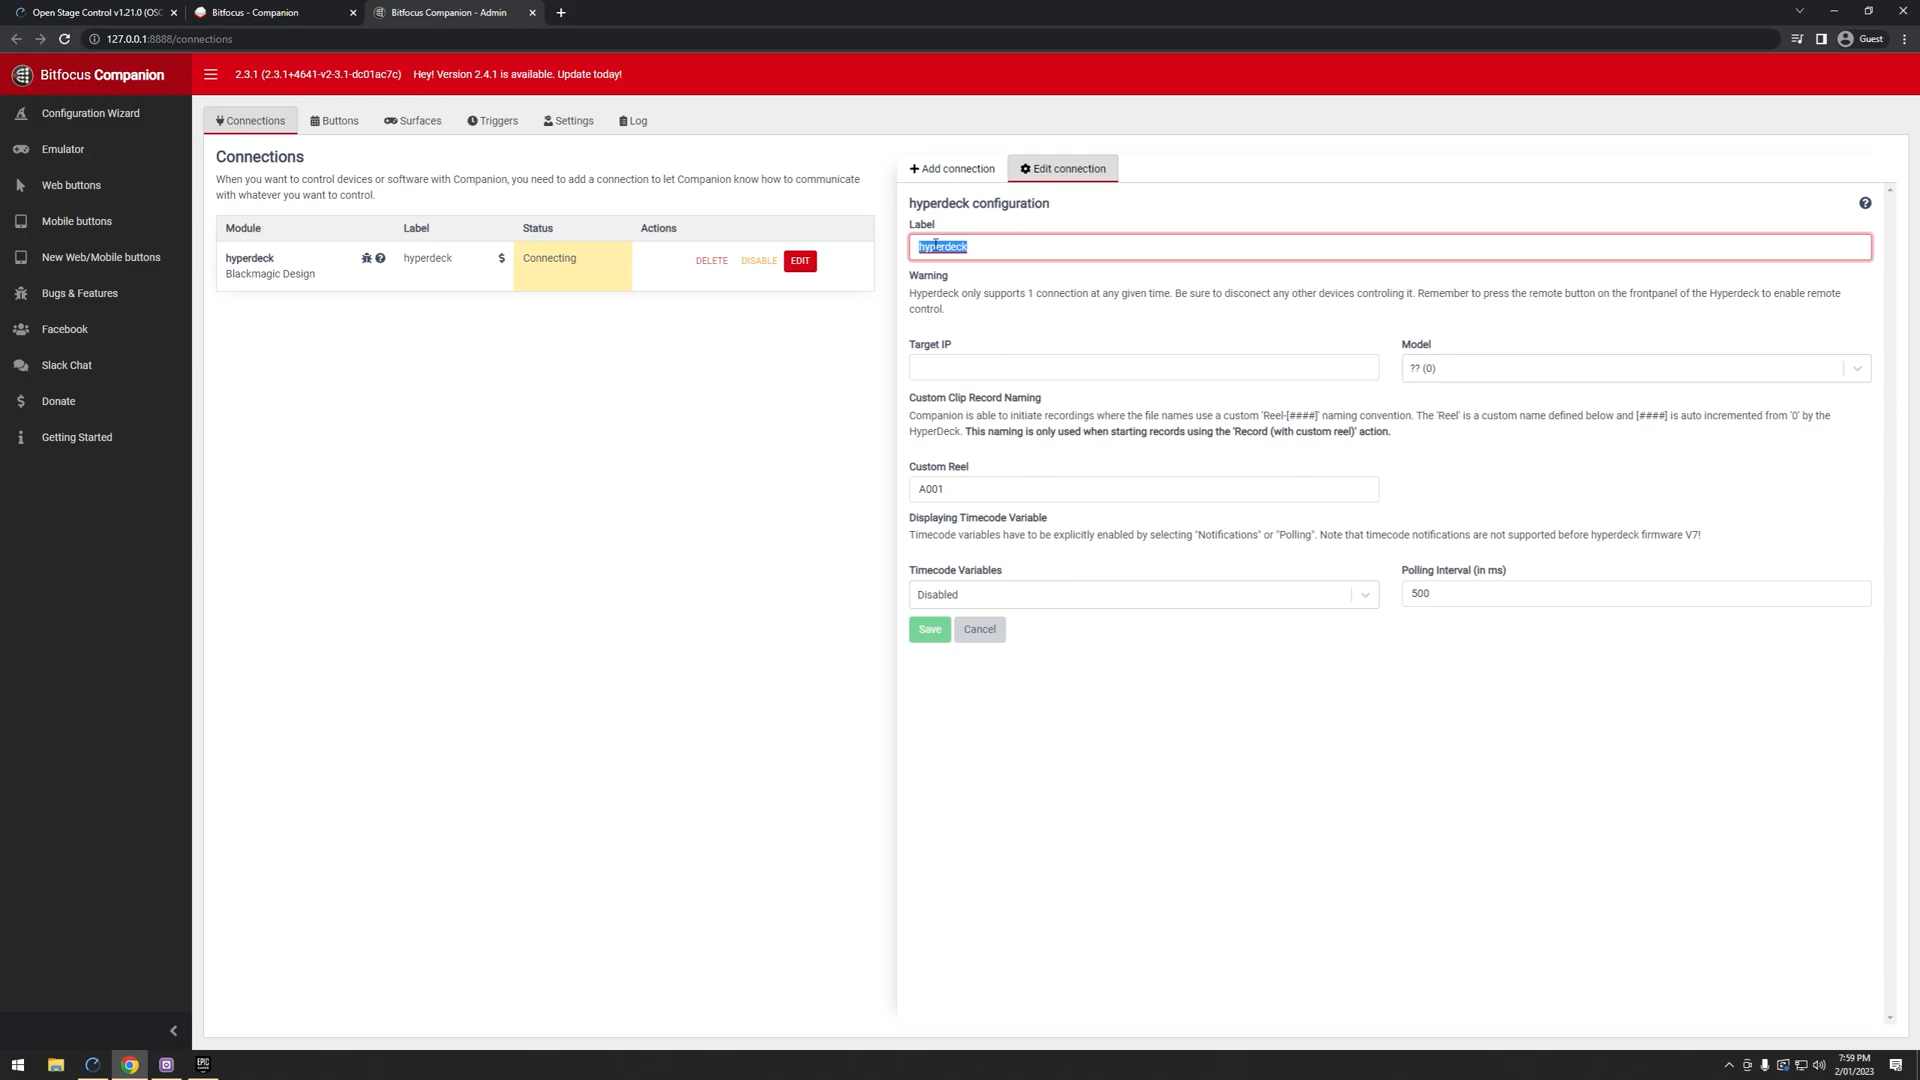 Open Stage Control v1.21.0 (OSC
Bitfocus - Companion
Bitfocus Companion - Admin
127.0.0.1:8888/connections
Guest
Bitfocus Companion
2.3.1 (2.3.1+4641-v2-3.1-dc01ac7c)
Hey! Version 2.4.1 is available. Update today!
Configuration Wizard
Emulator
Web buttons
Mobile buttons
New Web/Mobile buttons
Bugs & Features
Facebook
Slack Chat
Donate
Getting Started
Connections
Buttons
Surfaces
Triggers
Settings
Log
Connections
When you want to control devices or software with Companion, you need to add a connection to let Companion know how to communicate
with whatever you want to control.
Module
Label
Status
Actions
hyperdeck
Blackmagic Design
hyperdeck
$
Connecting
DELETE
DISABLE
EDIT
+ Add connection
Edit connection
hyperdeck configuration
Label
hyperdeck
Warning
Hyperdeck only supports 1 connection at any given time. Be sure to disconect any other devices controling it. Remember to press the remote button on the frontpanel of the Hyperdeck to enable remote
control.
Target IP
Model
?? (0)
Custom Clip Record Naming
Companion is able to initiate recordings where the file names use a custom 'Reel-[####]' naming convention. The 'Reel' is a custom name defined below and [####] is auto incremented from '0' by the
HyperDeck. This naming is only used when starting records using the 'Record (with custom reel)' action.
Custom Reel
A001
Displaying Timecode Variable
Timecode variables have to be explicitly enabled by selecting "Notifications" or "Polling". Note that timecode notifications are not supported before hyperdeck firmware V7!
Timecode Variables
Polling Interval (in ms)
Disabled
500
Save
Cancel
EPIC
7:59 PM
2/01/2023